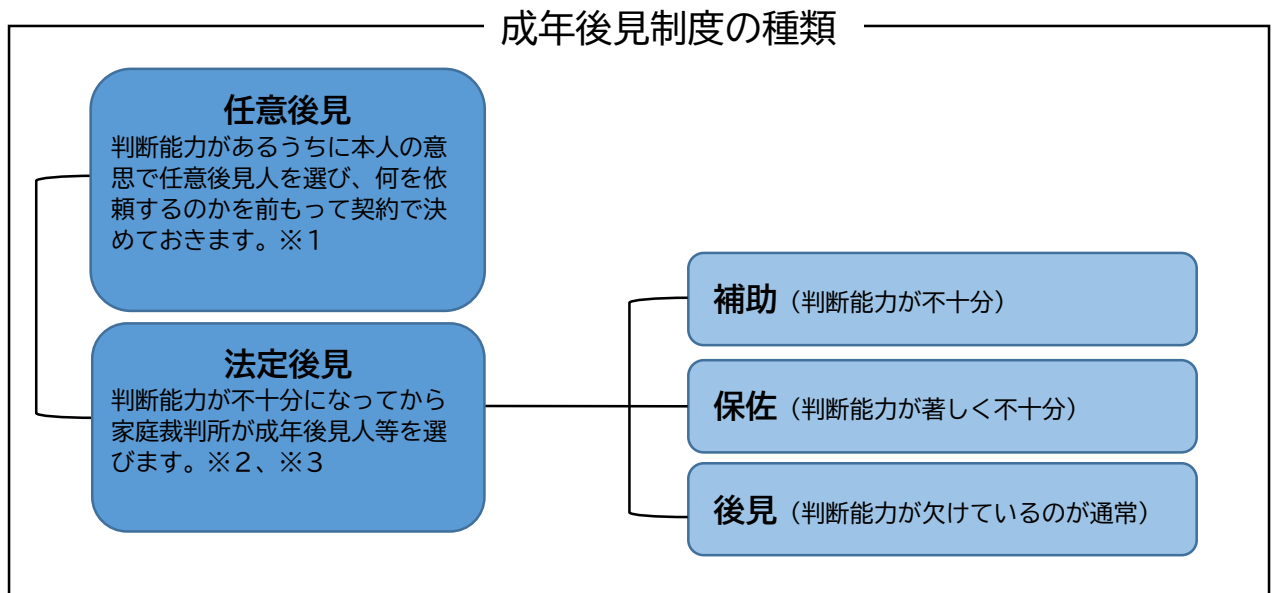 成年後見制度の種類
任意後見
判断能力があるうちに本人の意
思で任意後見人を選び、何を依
頼するのかを前もって契約で決
めておきます。※１
法定後見
判断能力が不十分になってから
家庭裁判所が成年後見人等を選
びます。※２、※３
補助（判断能力が不十分）
保佐（判断能力が著しく不十分）
後見（判断能力が欠けているのが通常）